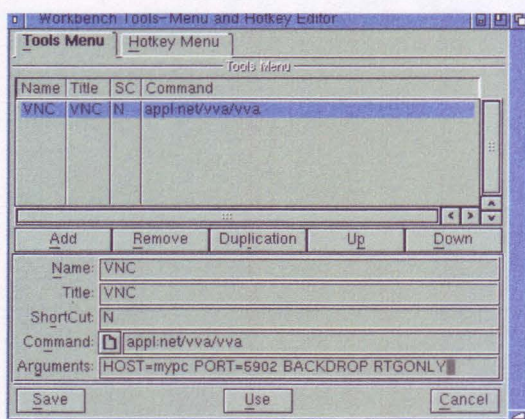 Workbench Tools-Menu and Hotkey Editor
Tools Menu Hotkey Menu
Tools Menu
Name Title SC Command
VNC VNC N appl:net/vva/vva
Add Remove Duplication Up Down
Name: VNC
Title: VNC
ShortCut: N
Command: appl:net/vva/vva
Arguments: HOST=mypc PORT=5902 BACKDROP RTGONLY
Save Use Cancel